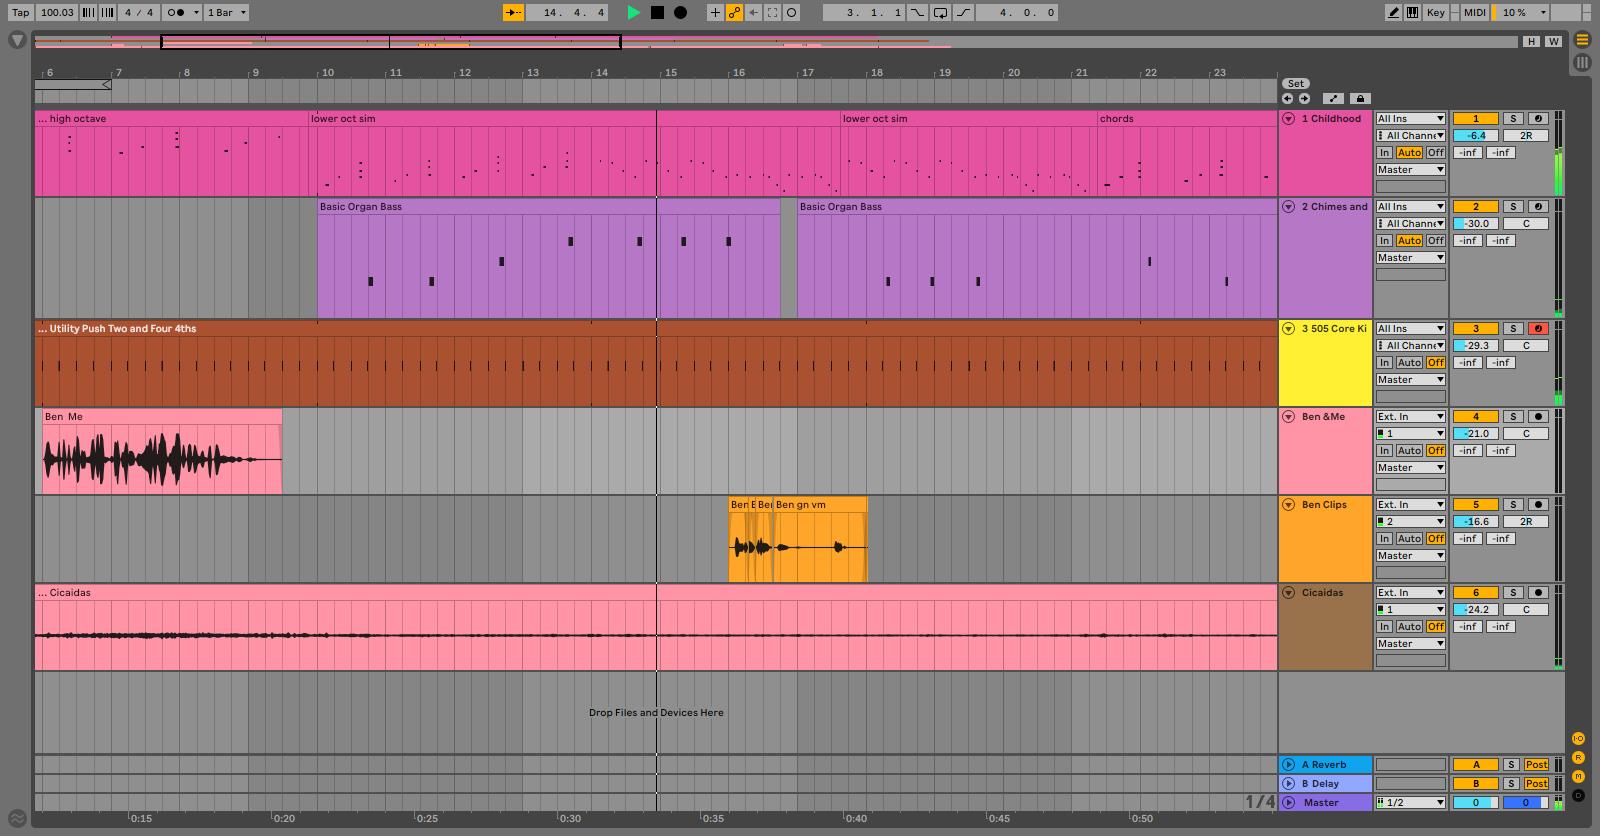 Tap 100.03 4 / 4 1 Bar 14. 4. 4 3. 1. 1 4. 0. 0 Key MIDI 10 %
H W
6 7 8 9 10 11 12 13 14 15 16 17 18 19 20 21 22 23
Set
... high octave lower oct sim lower oct sim chords 1 Childhood All Ins 1 S
All Channe -6.4 2R
In Auto Off -inf -inf
Master
Basic Organ Bass Basic Organ Bass 2 Chimes and All Ins 2 S
All Channe -30.0 C
In Auto Off -inf -inf
Master
... Utility Push Two and Four 4ths 3 505 Core Ki All Ins 3 S
All Channe -29.3 C
In Auto Off -inf -inf
Master
Ben Me Ben &Me Ext. In 4 S
1 -21.0 C
In Auto Off -inf -inf
Master
Ben E Ber Ben gn vm Ben Clips Ext. In 5 S
2 -16.6 2R
In Auto Off -inf -inf
Master
... Cicaidas Cicaidas Ext. In 6 S
1 -24.2 C
In Auto Off -inf -inf
Master
Drop Files and Devices Here
A Reverb A S Post
B Delay B S Post
1/4 Master 1/2 0 0
0:15 0:20 0:25 0:30 0:35 0:40 0:45 0:50
I·O
R
M
D